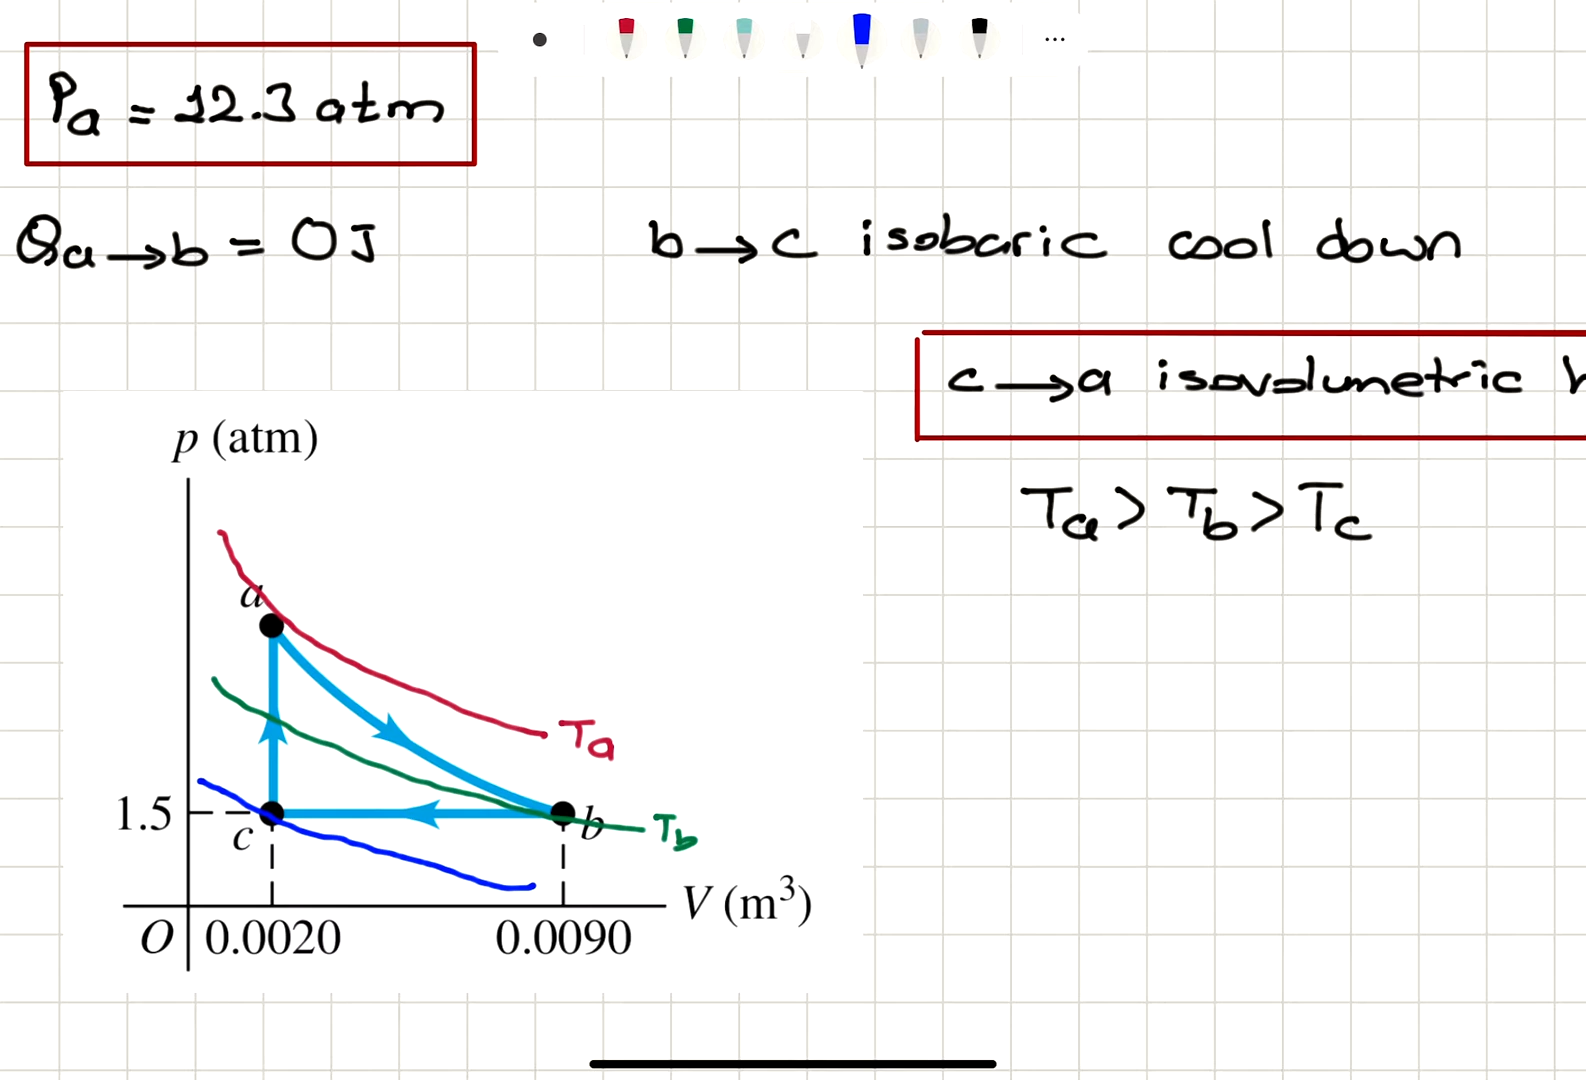 Pa = 12.3 atm
Qa→b = 0J
b→c isobaric cool down
c→a isovolumetric
Ta > Tb > Tc
p (atm)
a
Ta
1.5
c
b
Tb
V (m³)
O 0.0020 0.0090